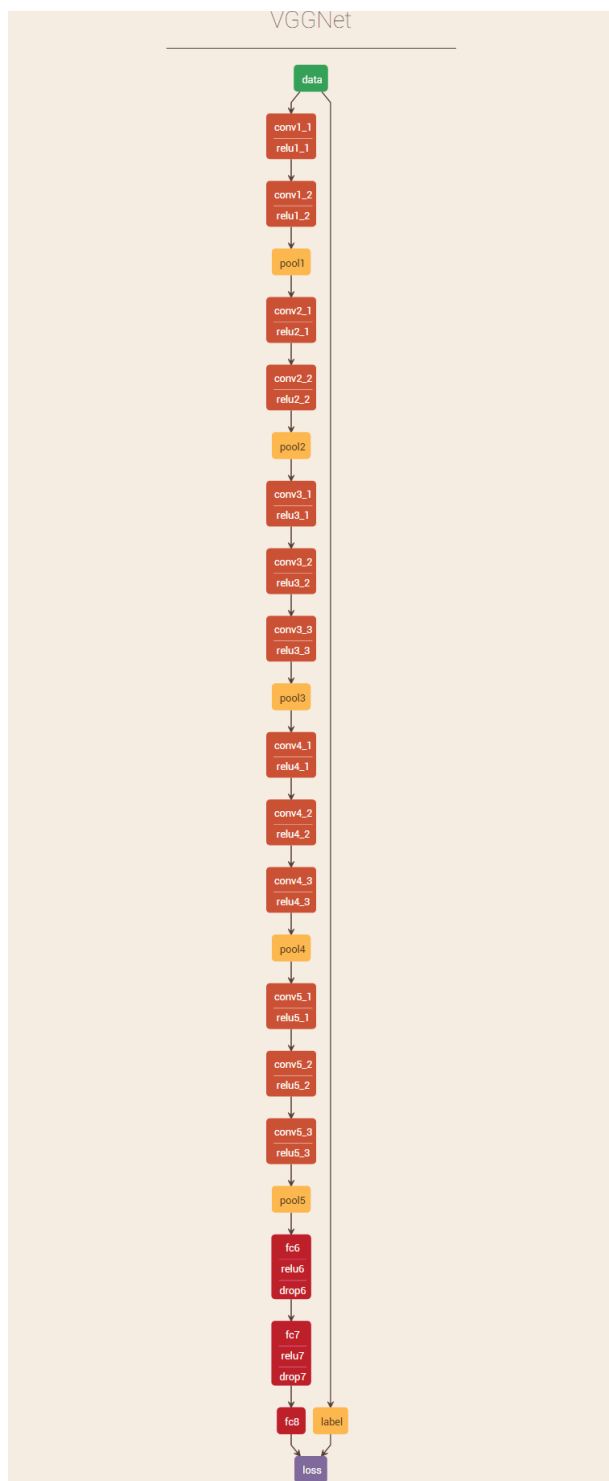 VGGNet
data
conv1_1
relu1_1
conv1_2
relu1_2
pool1
conv2_1
relu2_1
conv2_2
relu2_2
pool2
conv3_1
relu3_1
conv3_2
relu3_2
conv3_3
relu3_3
pool3
conv4_1
relu4_1
conv4_2
relu4_2
conv4_3
relu4_3
pool4
conv5_1
relu5_1
conv5_2
relu5_2
conv5_3
relu5_3
pool5
fc6
relu6
drop6
fc7
relu7
drop7
fc8 label
loss